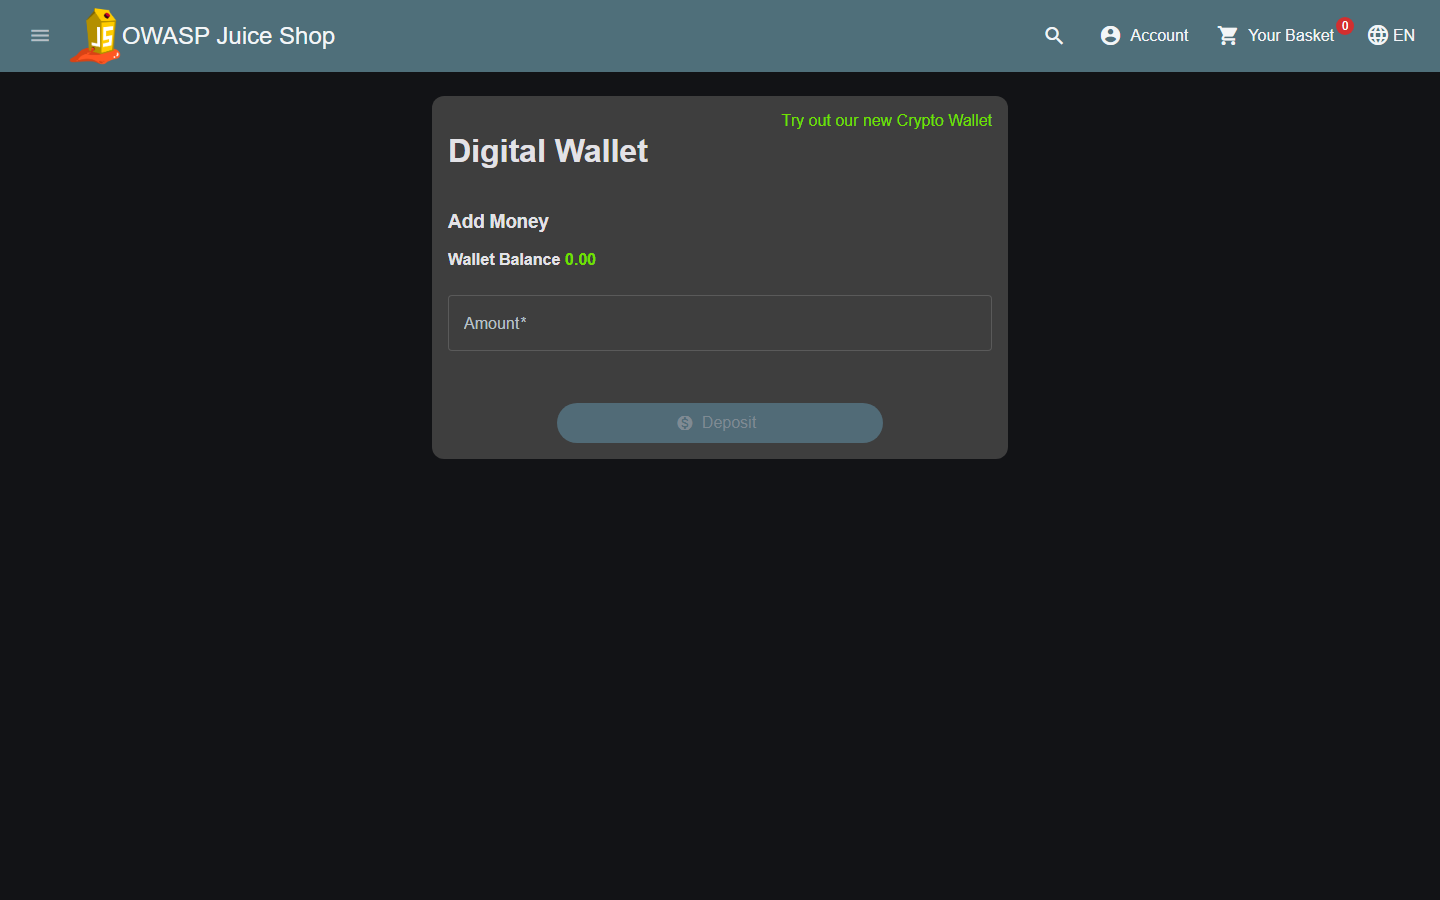 OWASP Juice Shop
Account
Your Basket
0
EN
Try out our new Crypto Wallet
Digital Wallet
Add Money
Wallet Balance 0.00
Amount*
Deposit